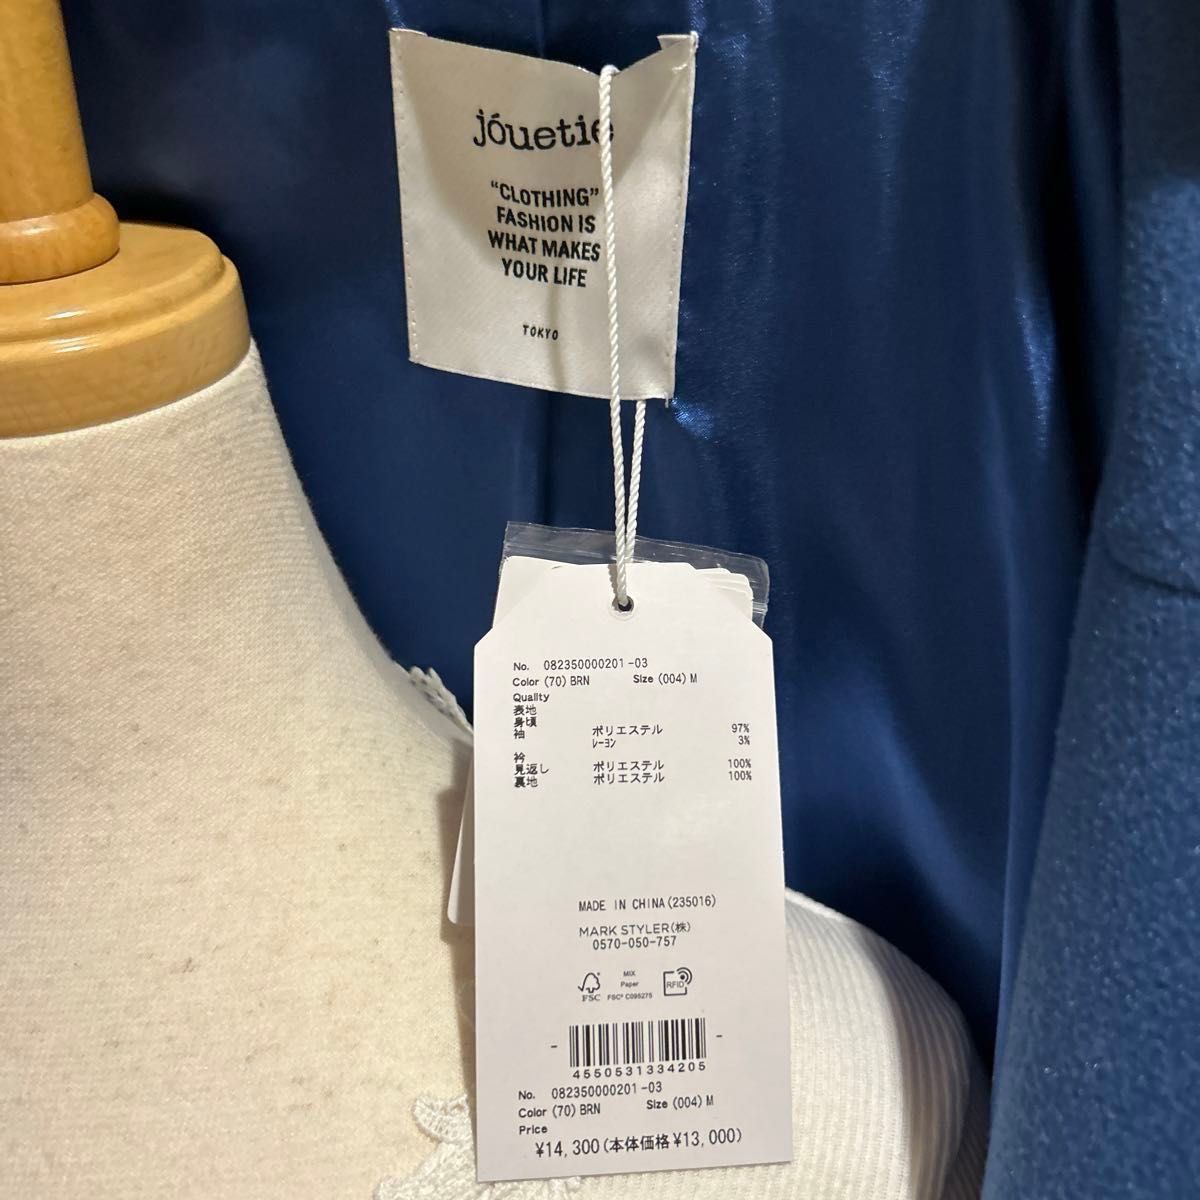 jóuetie
“CLOTHING”
FASHION IS
WHAT MAKES
YOUR LIFE
TOKYO
No. 082350000201-03
Color (70) BRN Size (004) M
Quality
表地
身頃
袖 ポリエステル 97%
レーヨン 3%
衿
見返し ポリエステル 100%
裏地 ポリエステル 100%
MADE IN CHINA (235016)
MARK STYLER(株)
0570-050-757
FSC
MIX
Paper
FSC® C095275
RFID
4550531334205
No. 082350000201-03
Color (70) BRN Size (004) M
Price
¥14,300(本体価格¥13,000)